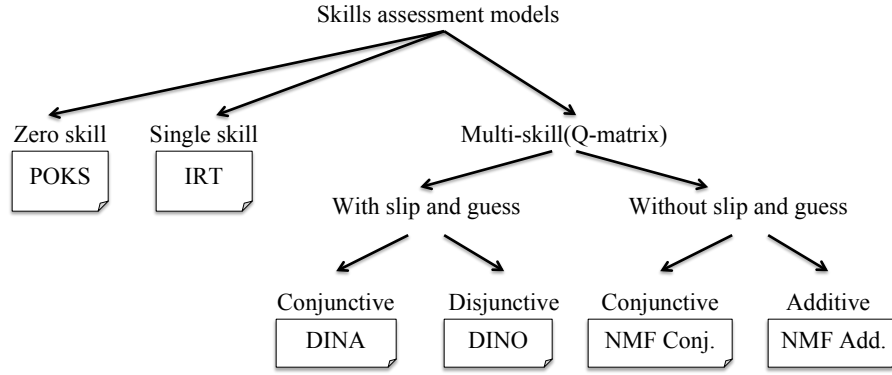 Skills assessment models
Zero skill
Single skill
Multi-skill(Q-matrix)
POKS
IRT
With slip and guess
Without slip and guess
Conjunctive
Disjunctive
Conjunctive
Additive
DINA
DINO
NMF Conj.
NMF Add.